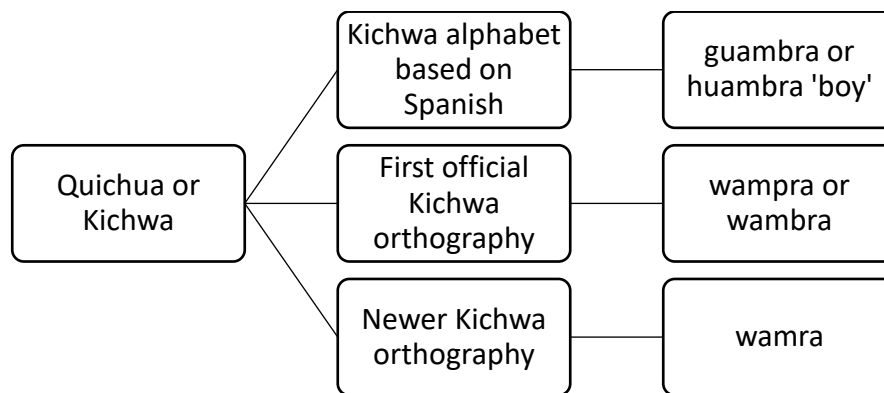 Quichua or
Kichwa
Kichwa alphabet
based on
Spanish
guambra or
huambra 'boy'
First official
Kichwa
orthography
wampra or
wambra
Newer Kichwa
orthography
wamra